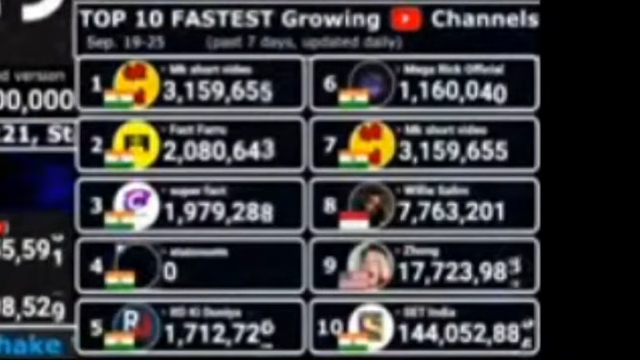 TOP 10 FASTEST Growing Channels
Sep. 19-25 (past 7 days, updated daily)
d version
00,000
21, St
5,591
8,529
hake
1 Mk short video
3,159,655
2 Fact Farru
2,080,643
3 super fact
1,979,288
4
0
5 RD Ki Duniya
1,712,72
6 Mega Rick Official
1,160,040
7 Mk short video
3,159,655
8 Willie Salim
7,763,201
9 Zhong
17,723,98
10 SET India
144,052,88